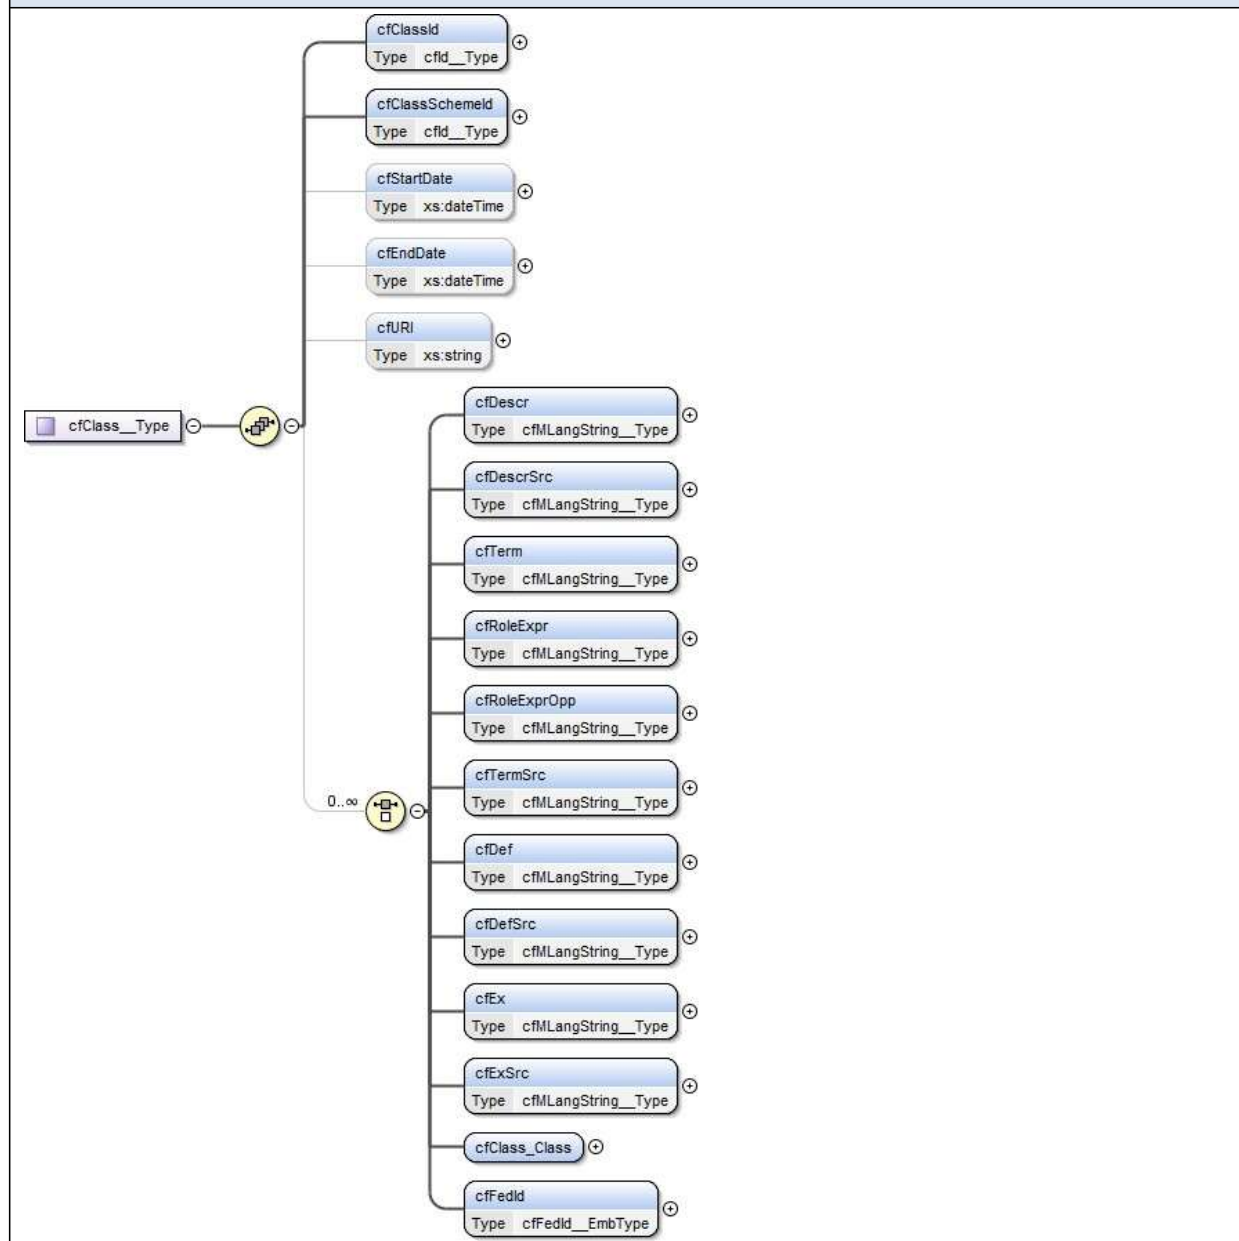 cfClassId
Type cfId__Type
cfClassSchemeId
Type cfId__Type
cfStartDate
Type xs:dateTime
cfEndDate
Type xs:dateTime
cfURI
Type xs:string
cfClass__Type
cfDescr
Type cfMLangString__Type
cfDescrSrc
Type cfMLangString__Type
cfTerm
Type cfMLangString__Type
cfRoleExpr
Type cfMLangString__Type
cfRoleExprOpp
Type cfMLangString__Type
cfTermSrc
Type cfMLangString__Type
0..∞
cfDef
Type cfMLangString__Type
cfDefSrc
Type cfMLangString__Type
cfEx
Type cfMLangString__Type
cfExSrc
Type cfMLangString__Type
cfClass_Class
cfFedId
Type cfFedId__EmbType